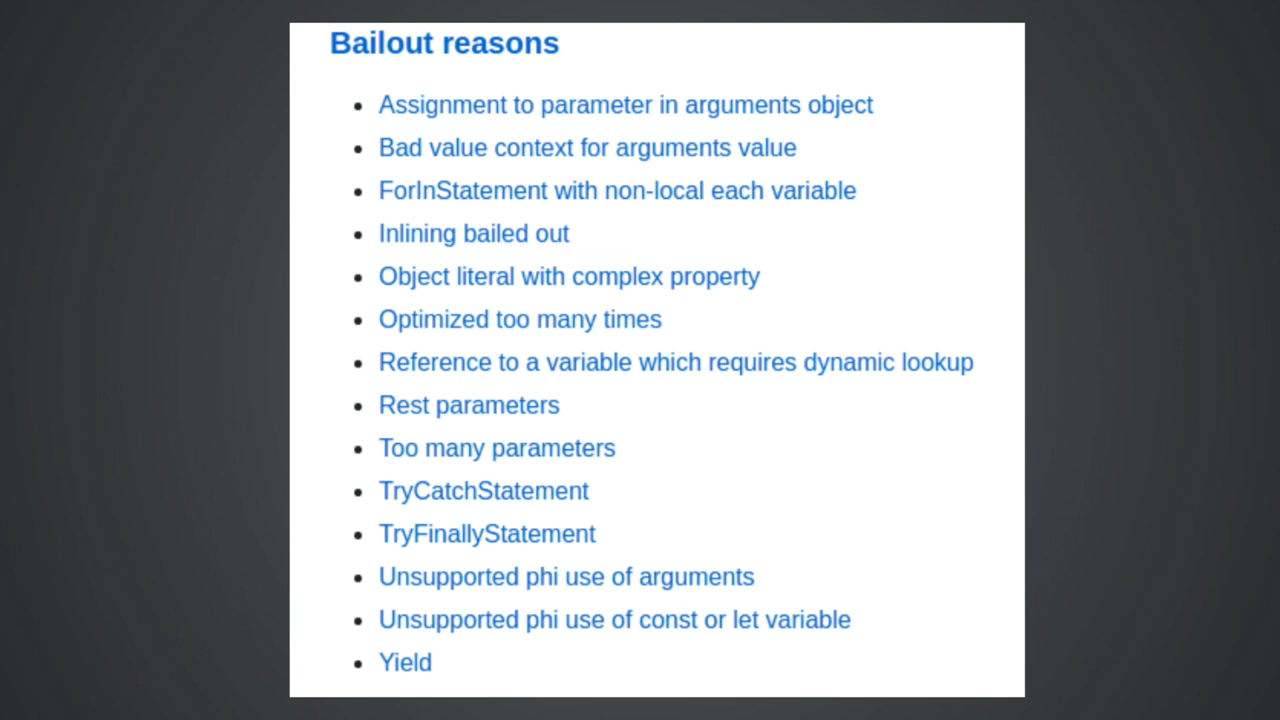 Bailout reasons
Assignment to parameter in arguments object
Bad value context for arguments value
ForInStatement with non-local each variable
Inlining bailed out
Object literal with complex property
Optimized too many times
Reference to a variable which requires dynamic lookup
Rest parameters
Too many parameters
TryCatchStatement
TryFinallyStatement
Unsupported phi use of arguments
Unsupported phi use of const or let variable
Yield